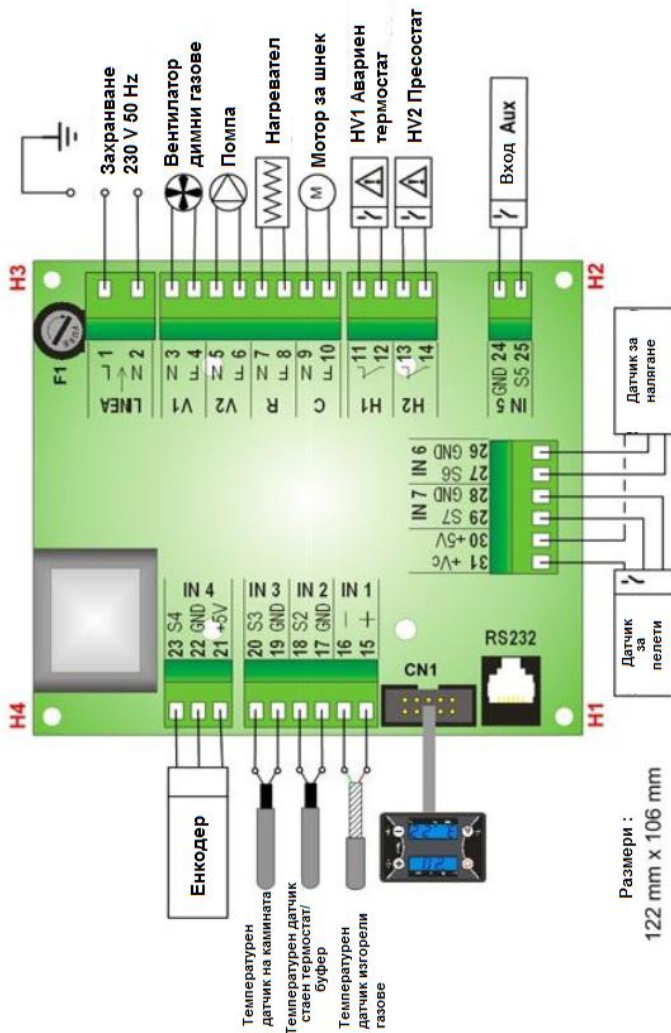 H3
H4
H2
H1
F1
Захранване
230 V 50 Hz
Вентилатор
димни газове
Помпа
Нагревател
Мотор за шнек
M
HV1 Авариен
термостат
HV2 Пресостат
Вход Aux
LINEA
L 1
N 2
V1
N 3
F 4
V2
N 5
F 6
R
N 7
F 8
C
N 9
F 10
H1
11
12
H2
13
14
IN 5
GND 24
S5 25
IN 6
26 GND
27 S6
IN 7
28 GND
29 S7
30 +5V
31 +Vc
Датчик за
налягане
Датчик
за
пелети
IN 4
23 S4
22 GND
21 +5V
IN 3
20 S3
19 GND
IN 2
18 S2
17 GND
IN 1
16 −
15 +
CN1
RS232
Енкодер
Температурен
датчик на камината
Температурен датчик
стаен термостат/
буфер
Температурен
датчик изгорели
газове
Размери :
122 mm x 106 mm